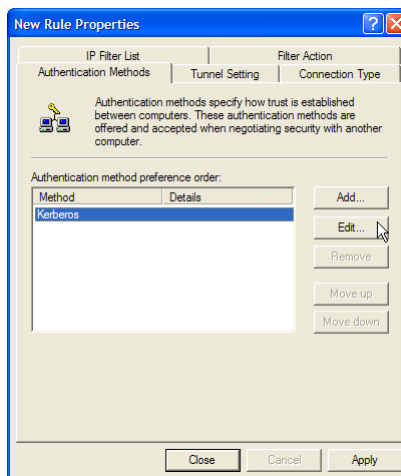 New Rule Properties
IP Filter List
Filter Action
Authentication Methods
Tunnel Setting
Connection Type
Authentication methods specify how trust is established
between computers. These authentication methods are
offered and accepted when negotiating security with another
computer.
Authentication method preference order:
Method
Details
Kerberos
Add...
Edit...
Remove
Move up
Move down
Close
Cancel
Apply